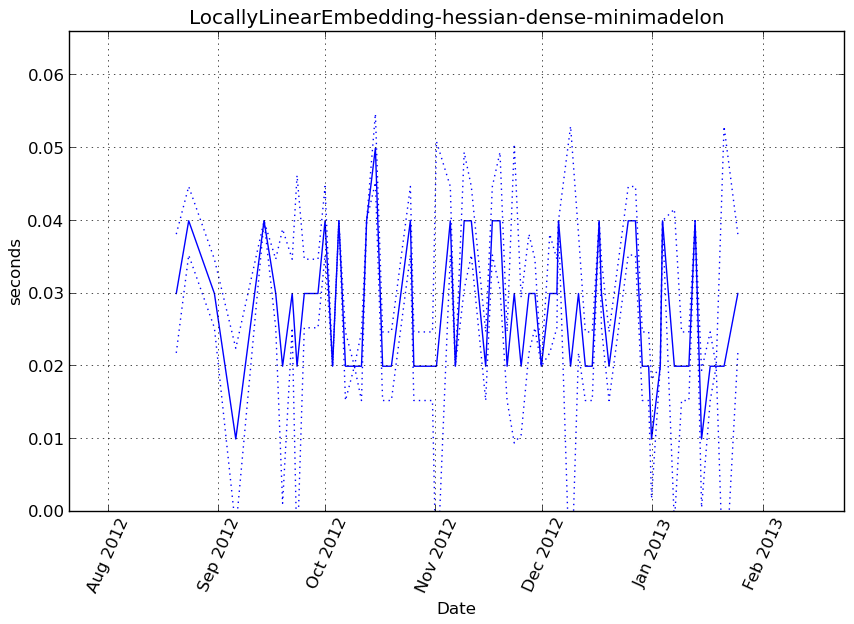 LocallyLinearEmbedding-hessian-dense-minimadelon
0.06
0.05
0.04
0.03
0.02
0.01
0.00
seconds
Aug 2012
Sep 2012
Oct 2012
Nov 2012
Dec 2012
Jan 2013
Feb 2013
Date